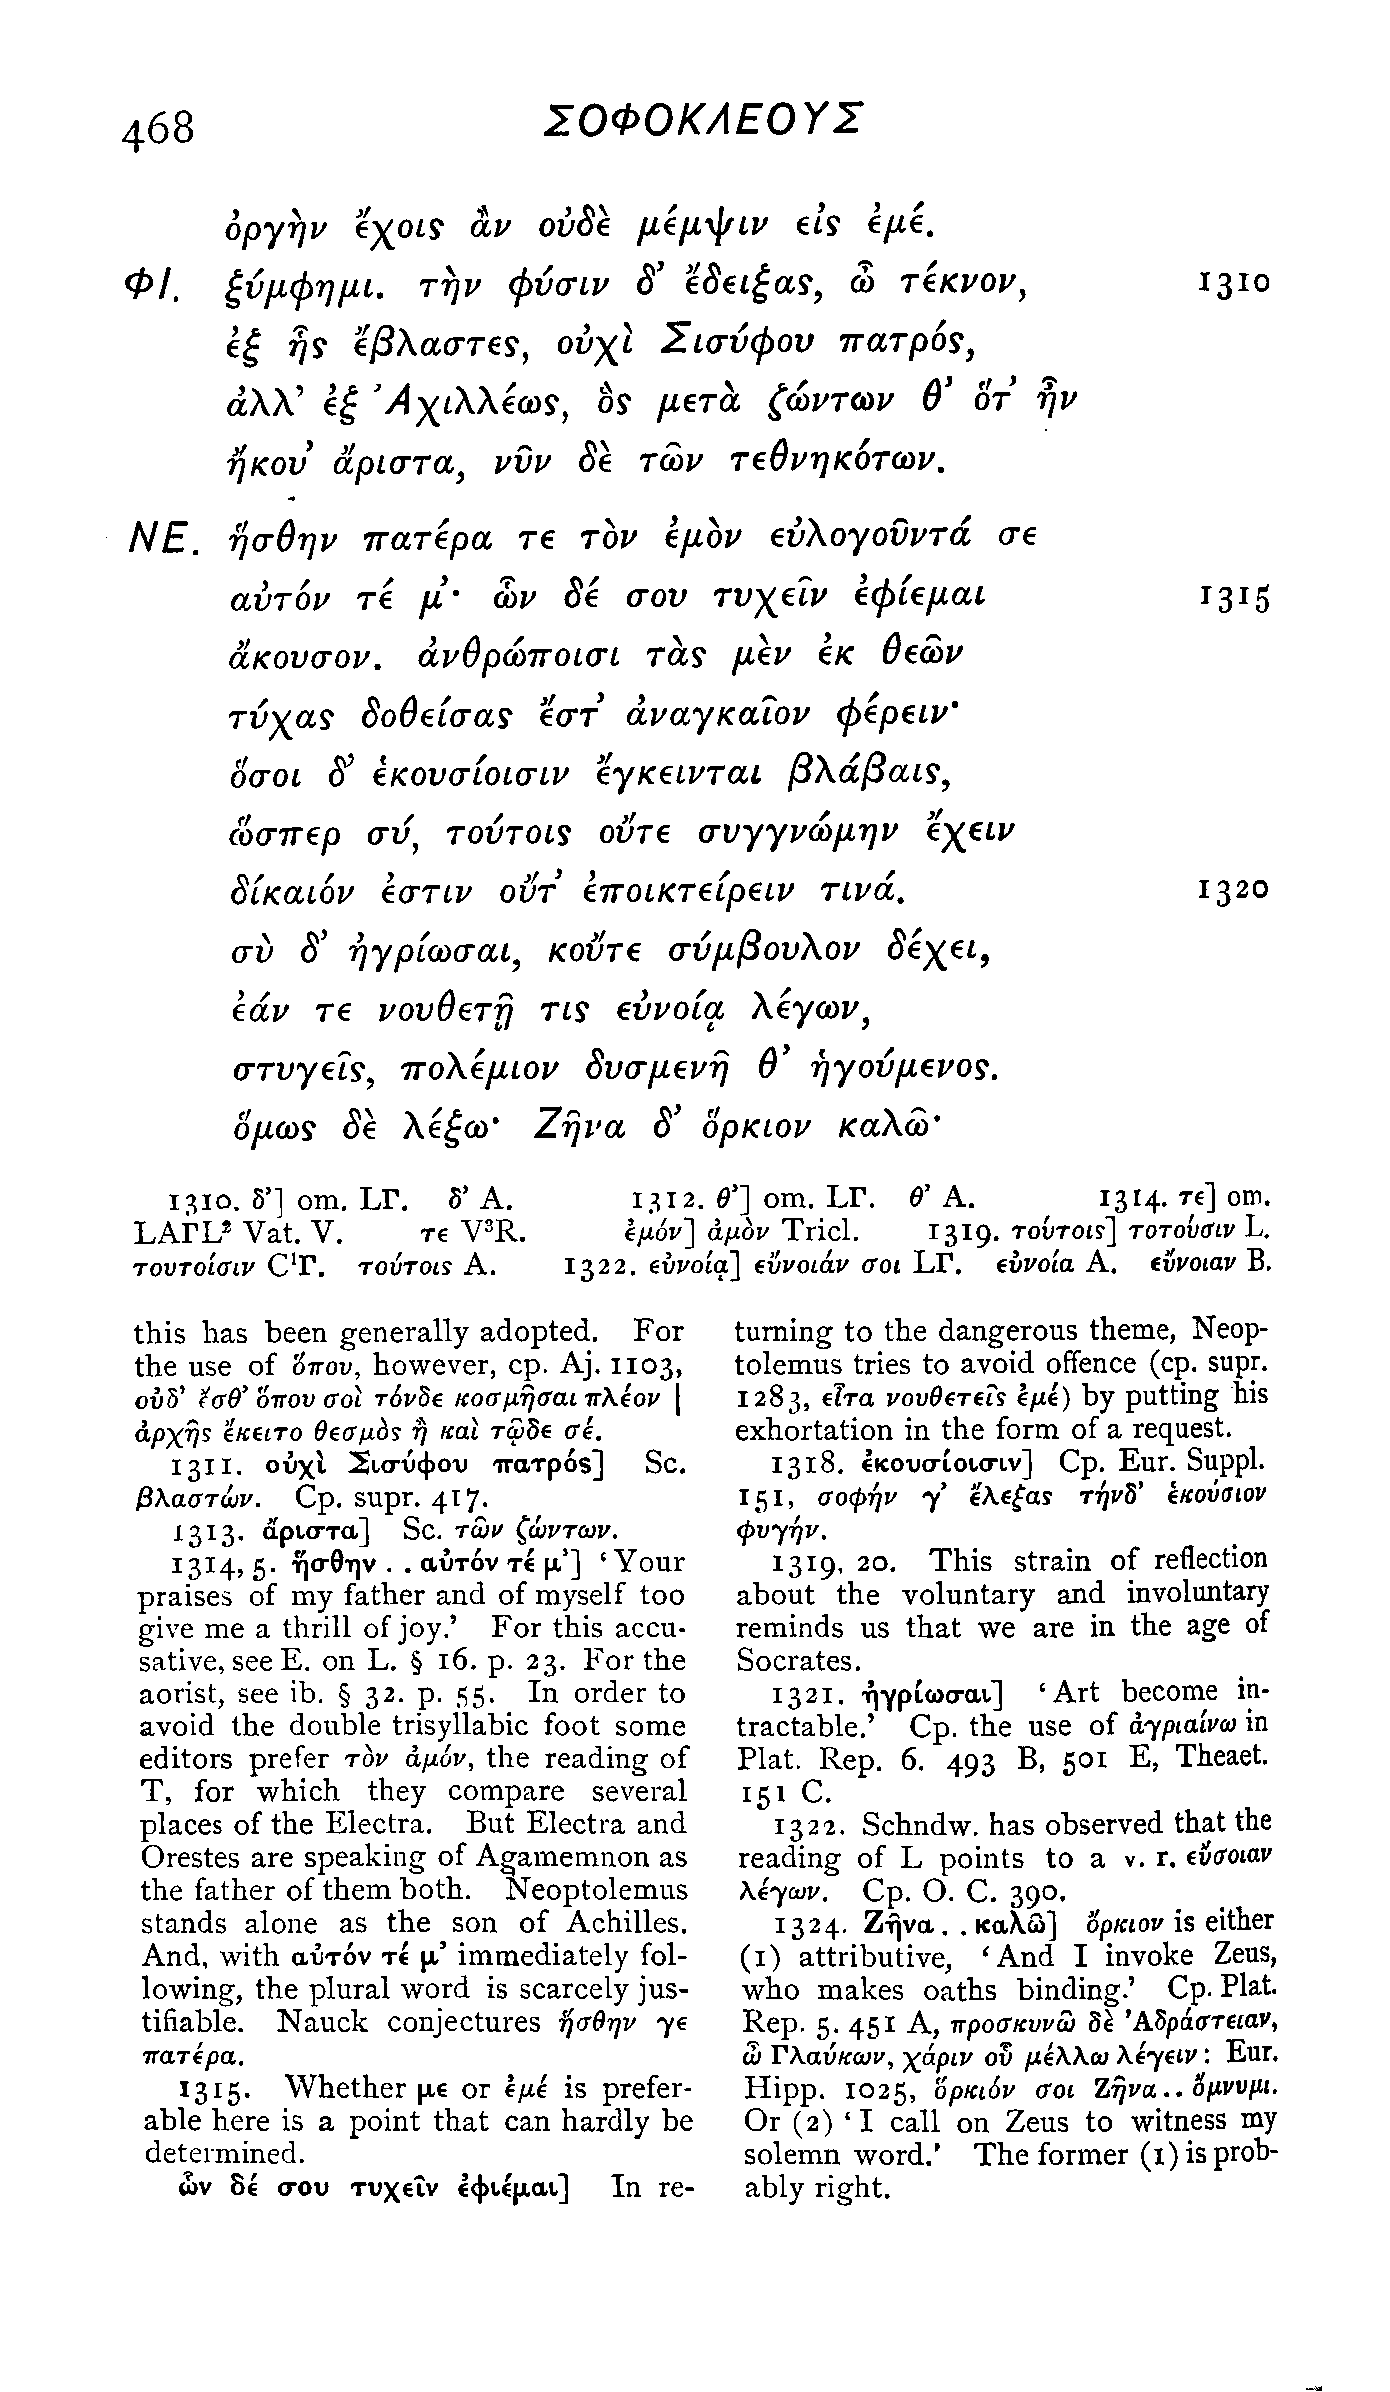 468 ΣΟΦΟΚΛΕΟΥΣ
ὀργὴν ἔχοις ἂν οὐδὲ μέμψιν εἰς ἐμέ.
ΦΙ. ξύμφημι. τὴν φύσιν δ’ ἔδειξας, ὦ τέκνον, 1310
ἐξ ἧς ἔβλαστες, οὐχὶ Σισύφου πατρός,
ἀλλ’ ἐξ Ἀχιλλέως, ὃς μετὰ ζώντων θ’ ὅτ’ ἦν
ἤκου’ ἄριστα, νῦν δὲ τῶν τεθνηκότων.
ΝΕ. ἥσθην πατέρα τε τὸν ἐμὸν εὐλογοῦντά σε
αὐτόν τέ μ’· ὧν δέ σου τυχεῖν ἐφίεμαι 1315
ἄκουσον. ἀνθρώποισι τὰς μὲν ἐκ θεῶν
τύχας δοθείσας ἔστ’ ἀναγκαῖον φέρειν·
ὅσοι δ’ ἑκουσίοισιν ἔγκεινται βλάβαις,
ὥσπερ σύ, τούτοις οὔτε συγγνώμην ἔχειν
δίκαιόν ἐστιν οὔτ’ ἐποικτείρειν τινά. 1320
σὺ δ’ ἠγρίωσαι, κοὔτε σύμβουλον δέχει,
ἐάν τε νουθετῇ τις εὐνοίᾳ λέγων,
στυγεῖς, πολέμιον δυσμενῆ θ’ ἡγούμενος.
ὅμως δὲ λέξω· Ζῆνα δ’ ὅρκιον καλῶ·
1310. δ’] om. LΓ. δ’ A. 1312. θ’] om. LΓ. θ’ A. 1314. τε] om.
LAΓL² Vat. V. τε V³R. ἐμόν] ἀμὸν Tricl. 1319. τούτοις] τοτούσιν L.
τουτοίσιν C¹Γ. τούτοις A. 1322. εὐνοίᾳ] εὔνοιάν σοι LΓ. εὐνοία A. εὔνοιαν B.
this has been generally adopted. For
the use of ὅπου, however, cp. Aj. 1103,
οὐδ’ ἔσθ’ ὅπου σοὶ τόνδε κοσμῆσαι πλέον |
ἀρχῆς ἔκειτο θεσμὸς ἢ καὶ τῷδε σέ.
1311. οὐχὶ Σισύφου πατρός] Sc.
βλαστών. Cp. supr. 417.
1313. ἄριστα] Sc. τῶν ζώντων.
1314, 5. ἥσθην . . αὐτόν τέ μ’] ‘Your
praises of my father and of myself too
give me a thrill of joy.’ For this accu-
sative, see E. on L. § 16. p. 23. For the
aorist, see ib. § 32. p. 55. In order to
avoid the double trisyllabic foot some
editors prefer τὸν ἀμόν, the reading of
T, for which they compare several
places of the Electra. But Electra and
Orestes are speaking of Agamemnon as
the father of them both. Neoptolemus
stands alone as the son of Achilles.
And, with αὐτόν τέ μ’ immediately fol-
lowing, the plural word is scarcely jus-
tifiable. Nauck conjectures ἥσθην γε
πατέρα.
1315. Whether με or ἐμέ is prefer-
able here is a point that can hardly be
determined.
ὧν δέ σου τυχεῖν ἐφιέμαι] In re-
turning to the dangerous theme, Neop-
tolemus tries to avoid offence (cp. supr.
1283, εἶτα νουθετεῖς ἐμέ) by putting his
exhortation in the form of a request.
1318. ἑκουσίοισιν] Cp. Eur. Suppl.
151, σοφήν γ’ ἔλεξας τήνδ’ ἑκούσιον
φυγήν.
1319, 20. This strain of reflection
about the voluntary and involuntary
reminds us that we are in the age of
Socrates.
1321. ἠγρίωσαι] ‘Art become in-
tractable.’ Cp. the use of ἀγριαίνω in
Plat. Rep. 6. 493 B, 501 E, Theaet.
151 C.
1322. Schndw. has observed that the
reading of L points to a v. r. εὔσοιαν
λέγων. Cp. O. C. 390.
1324. Ζῆνα . . καλῶ] ὅρκιον is either
(1) attributive, ‘And I invoke Zeus,
who makes oaths binding.’ Cp. Plat.
Rep. 5. 451 A, προσκυνῶ δὲ Ἀδράστειαν,
ὦ Γλαύκων, χάριν οὗ μέλλω λέγειν: Eur.
Hipp. 1025, ὅρκιόν σοι Ζῆνα . . ὄμνυμι.
Or (2) ‘I call on Zeus to witness my
solemn word.’ The former (1) is prob-
ably right.